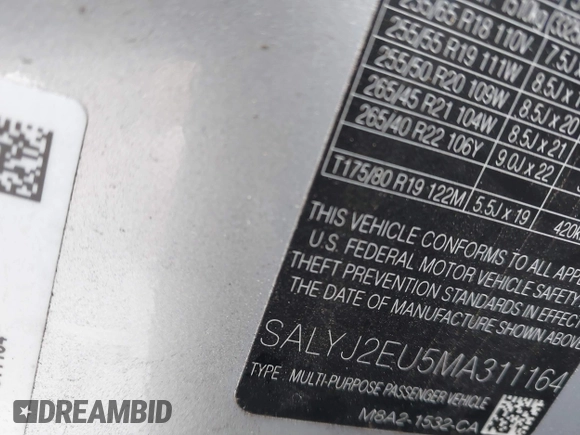 255/55 R19 111W
8.5J x
255/50 R20 109W
8.5J x 20
265/45 R21 104W
8.5J x 21
265/40 R22 106Y
9.0J x 22
T175/80 R19 122M
5.5J x 19
THIS VEHICLE CONFORMS TO ALL
U.S. FEDERAL MOTOR VEHICLE SAFETY
THEFT PREVENTION STANDARDS IN EFFECT
THE DATE OF MANUFACTURE SHOWN
SALYJ2EU5MA311164
TYPE: MULTI-PURPOSE PASSENGER VEHICLE
M8A2-1532-CA
DREAMBID